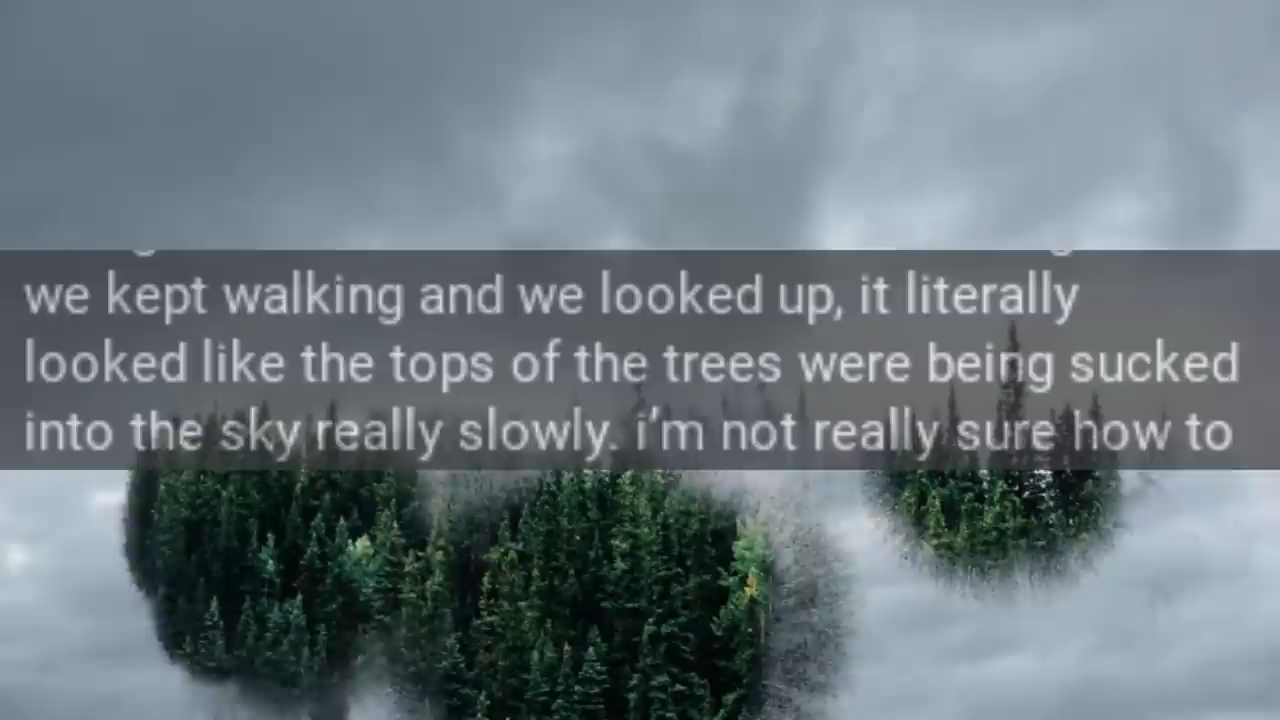 we kept walking and we looked up, it literally
looked like the tops of the trees were being sucked
into the sky really slowly. i’m not really sure how to